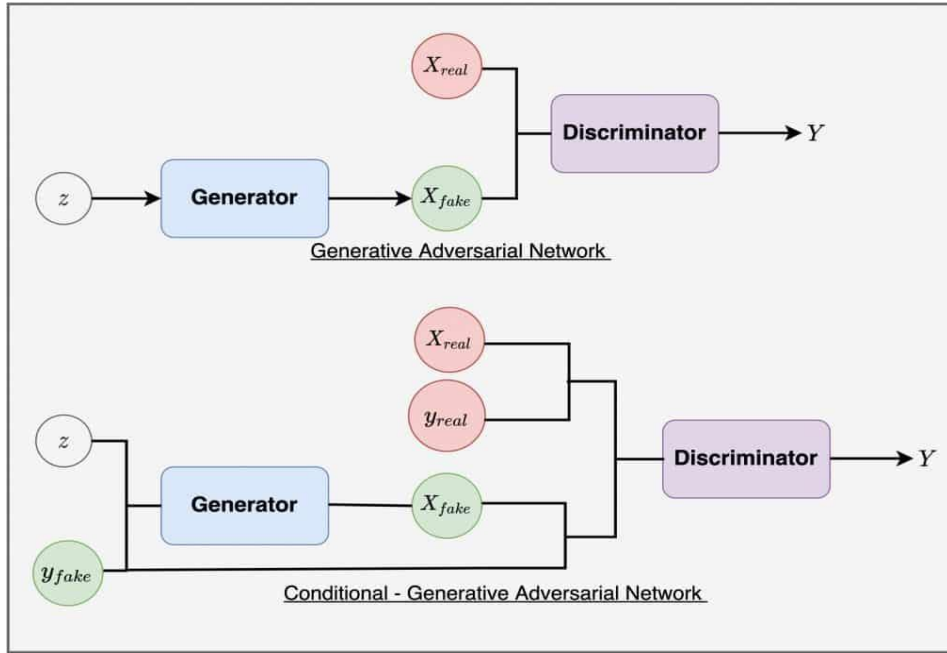 X_real
Discriminator
Y
z
Generator
X_fake
Generative Adversarial Network
X_real
y_real
z
Discriminator
Y
Generator
X_fake
y_fake
Conditional - Generative Adversarial Network